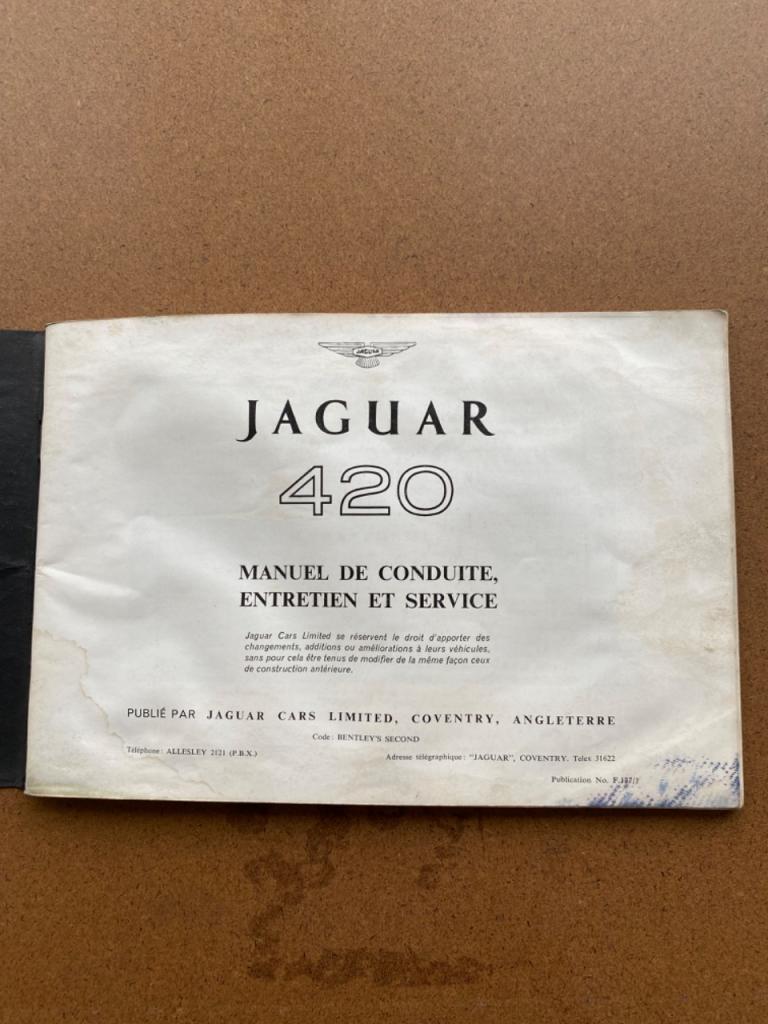 JAGUAR
JAGUAR
420
MANUEL DE CONDUITE,
ENTRETIEN ET SERVICE
Jaguar Cars Limited se réservent le droit d'apporter des
changements, additions ou améliorations à leurs véhicules,
sans pour cela être tenus de modifier de la même façon ceux
de construction antérieure.
PUBLIÉ PAR JAGUAR CARS LIMITED, COVENTRY, ANGLETERRE
Code: BENTLEY'S SECOND
Téléphone: ALLESLEY 2121 (P.B.X.)
Adresse télégraphique: "JAGUAR", COVENTRY. Telex 31622
Publication No.